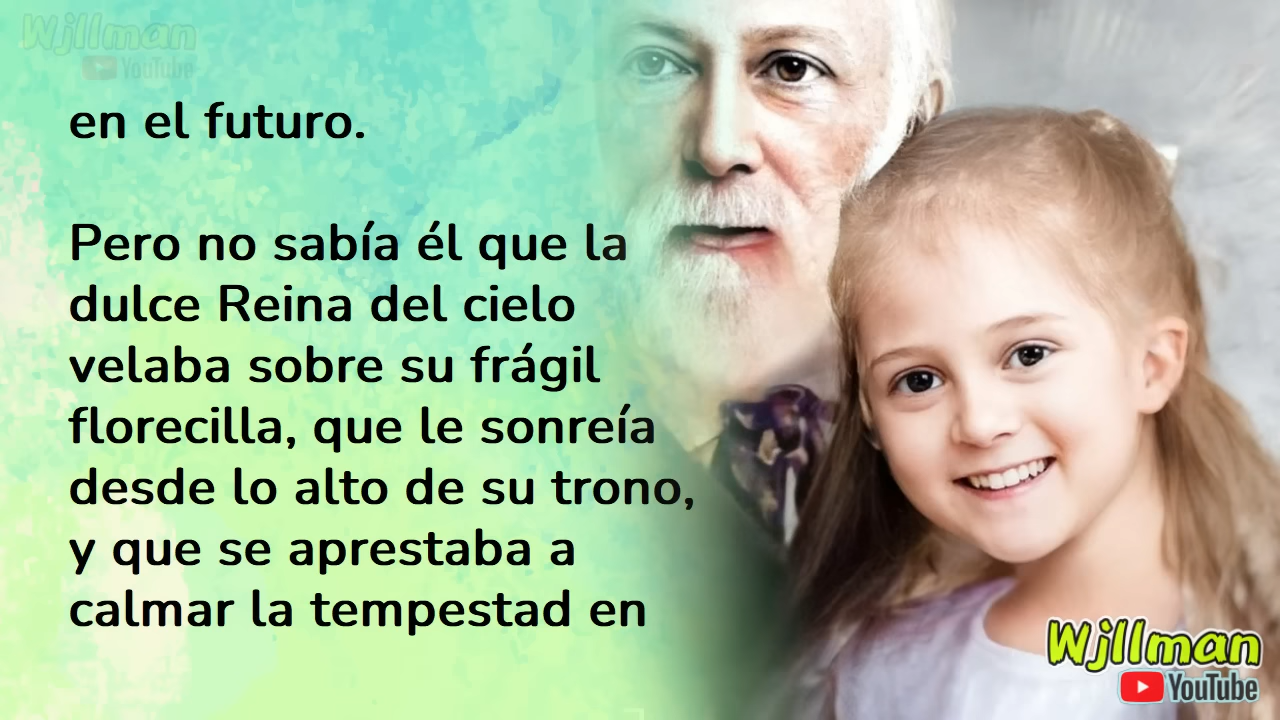 Wjllman
YouTube
en el futuro.
Pero no sabía él que la
dulce Reina del cielo
velaba sobre su frágil
florecilla, que le sonreía
desde lo alto de su trono,
y que se aprestaba a
calmar la tempestad en
Wjllman
YouTube